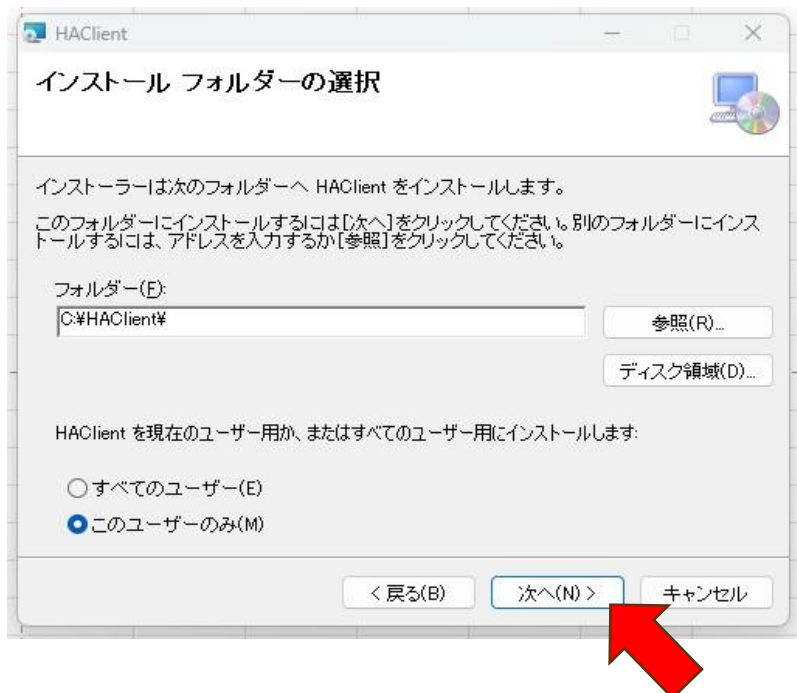 HAClient
インストール フォルダーの選択
インストーラーは次のフォルダーへ HAClient をインストールします。
このフォルダーにインストールするには[次へ]をクリックしてください。別のフォルダーにインス
トールするには、アドレスを入力するか[参照]をクリックしてください。
フォルダー(F):
C:¥HAClient¥
参照(R)...
ディスク領域(D)...
HAClient を現在のユーザー用か、またはすべてのユーザー用にインストールします:
すべてのユーザー(E)
このユーザーのみ(M)
< 戻る(B)
次へ(N) >
キャンセル